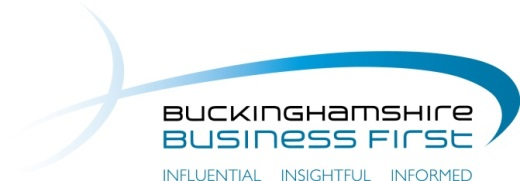 BUCKINGHAMSHIRE
BUSINESS FIRST
INFLUENTIAL INSIGHTFUL INFORMED